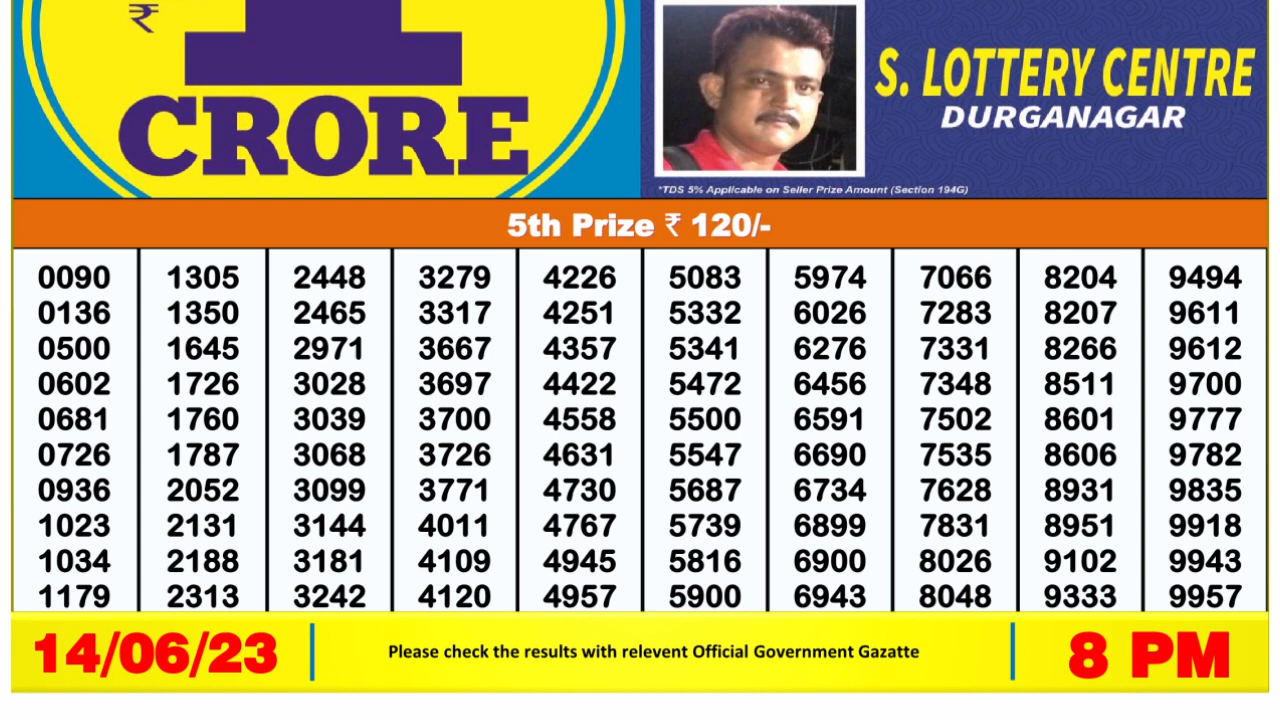 ₹
1
CRORE
S. LOTTERY CENTRE
DURGANAGAR
*TDS 5% Applicable on Seller Prize Amount (Section 194G)
5th Prize ₹ 120/-
0090 1305 2448 3279 4226 5083 5974 7066 8204 9494
0136 1350 2465 3317 4251 5332 6026 7283 8207 9611
0500 1645 2971 3667 4357 5341 6276 7331 8266 9612
0602 1726 3028 3697 4422 5472 6456 7348 8511 9700
0681 1760 3039 3700 4558 5500 6591 7502 8601 9777
0726 1787 3068 3726 4631 5547 6690 7535 8606 9782
0936 2052 3099 3771 4730 5687 6734 7628 8931 9835
1023 2131 3144 4011 4767 5739 6899 7831 8951 9918
1034 2188 3181 4109 4945 5816 6900 8026 9102 9943
1179 2313 3242 4120 4957 5900 6943 8048 9333 9957
14/06/23
Please check the results with relevent Official Government Gazatte
8 PM